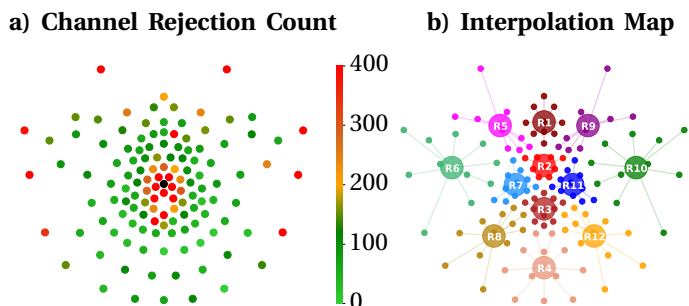 a) Channel Rejection Count
b) Interpolation Map
400
300
200
100
0
R1
R5
R9
R2
R6
R10
R7
R11
R3
R8
R12
R4